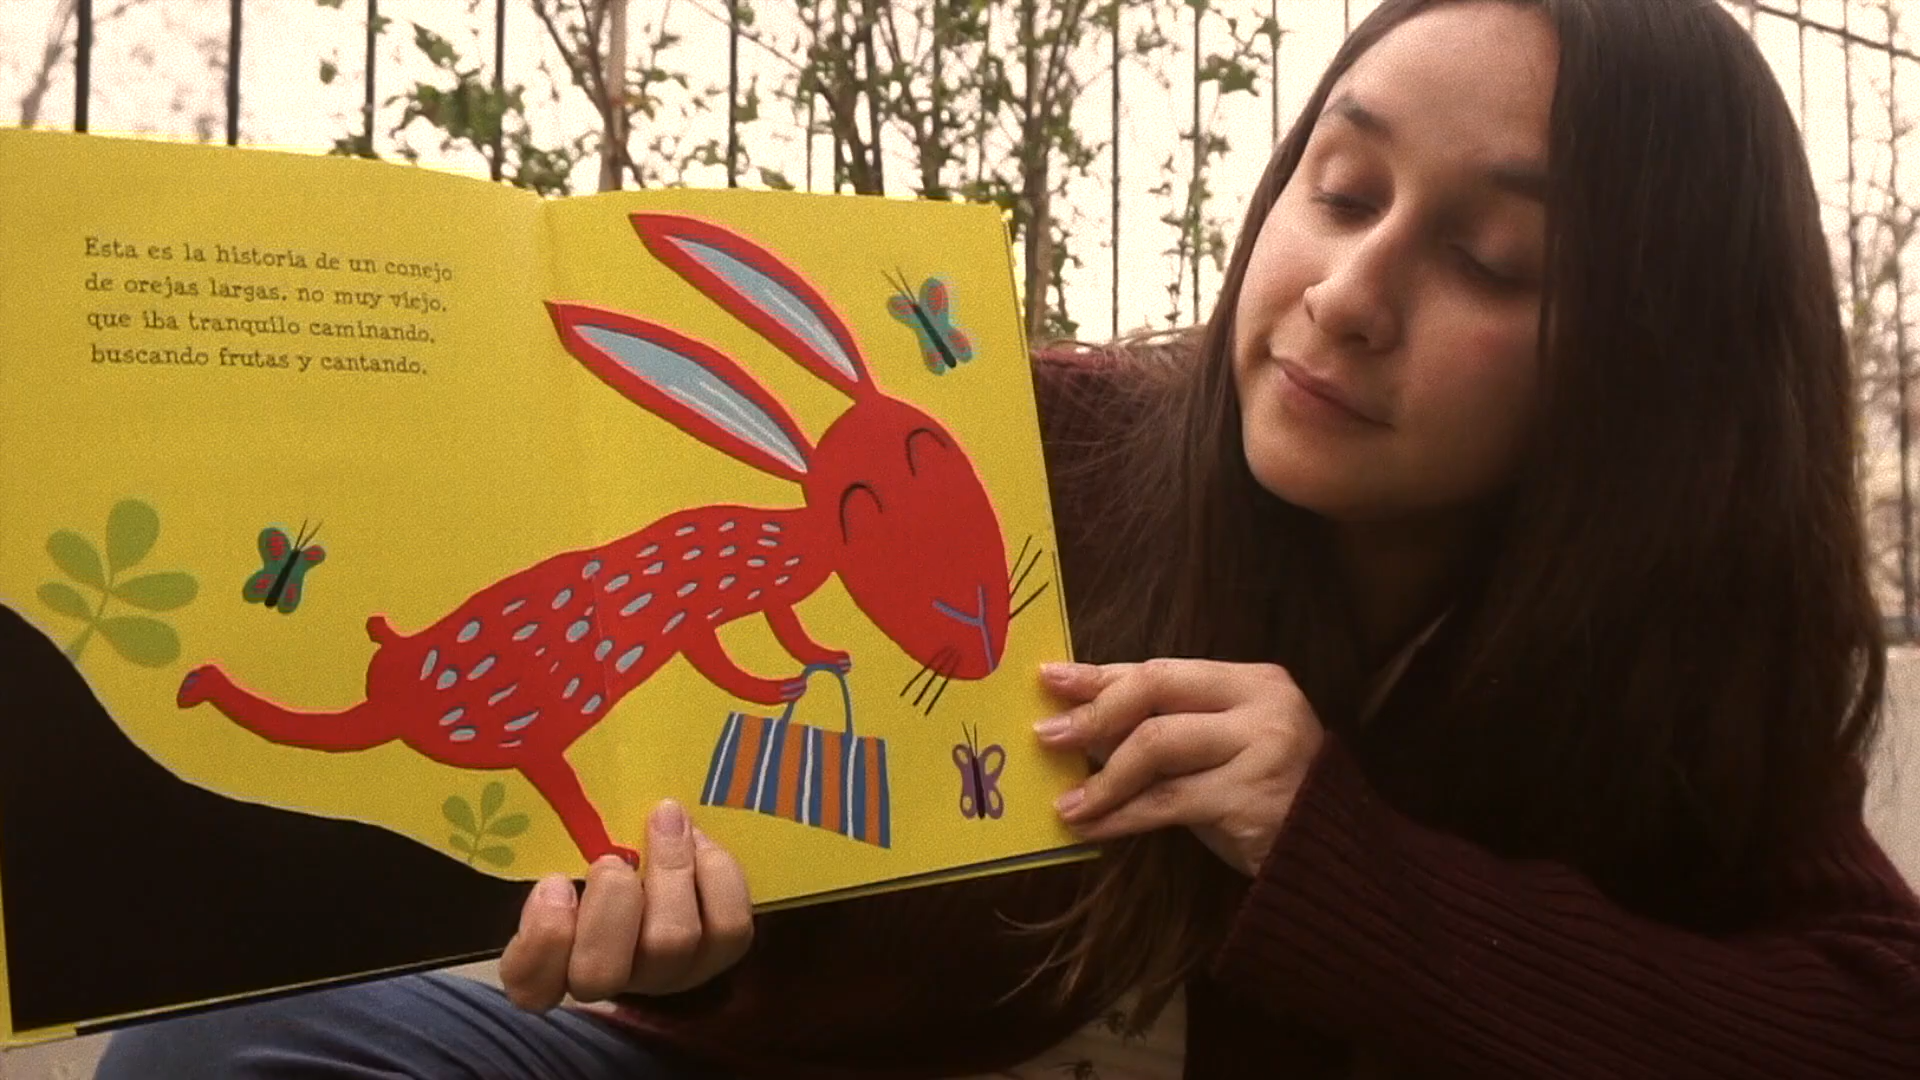 Esta es la historia de un conejo
de orejas largas, no muy viejo,
que iba tranquilo caminando,
buscando frutas y cantando.